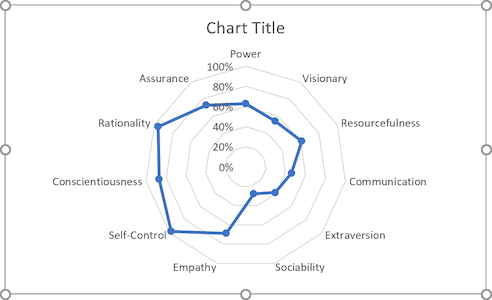 Chart Title
Power
100%
Assurance
Visionary
80%
60%
Rationality
Resourcefulness
40%
20%
0%
Conscientiousness
Communication
Self-Control
Extraversion
Empathy
Sociability